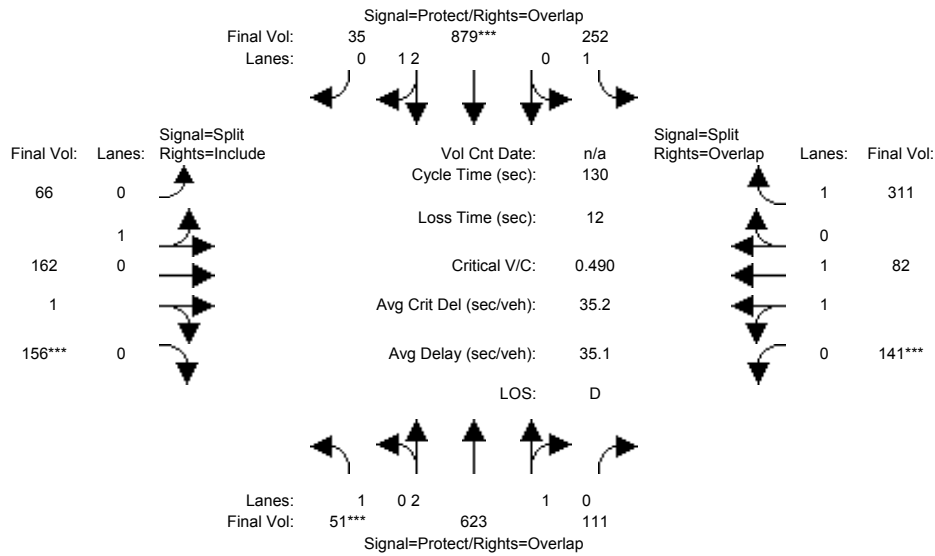 Signal=Protect/Rights=Overlap
Final Vol: 35 879*** 252
Lanes: 0 1 2 0 1
Signal=Split
Rights=Include
Final Vol: Lanes:
Vol Cnt Date: n/a
Cycle Time (sec): 130
Signal=Split
Rights=Overlap
Lanes: Final Vol:
66 0
1 311
Loss Time (sec): 12
1
0
162 0
Critical V/C: 0.490
1 82
1
Avg Crit Del (sec/veh): 35.2
1
156*** 0
Avg Delay (sec/veh): 35.1
0 141***
LOS: D
Lanes: 1 0 2 1 0
Final Vol: 51*** 623 111
Signal=Protect/Rights=Overlap